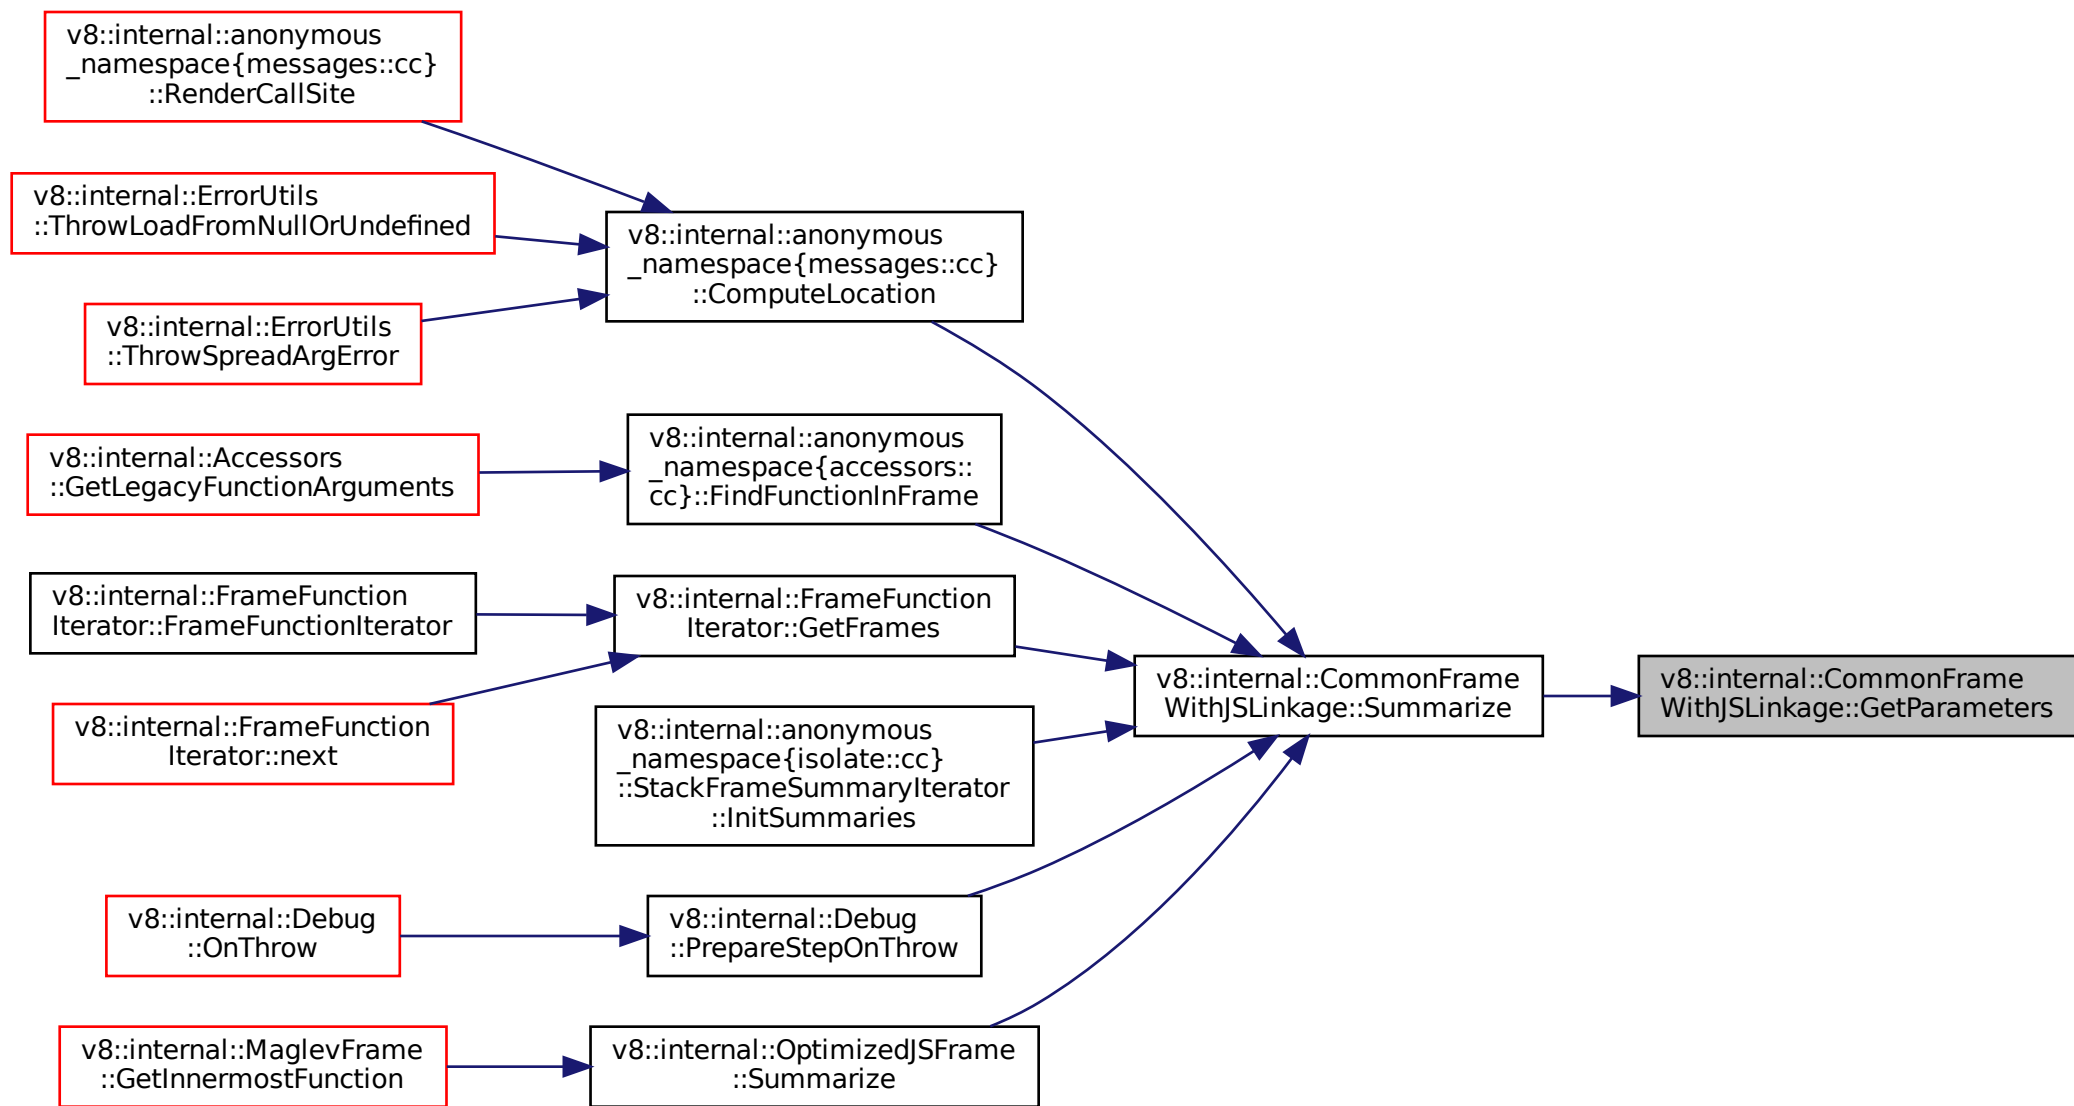 v8::internal::anonymous
_namespace{messages::cc}
::RenderCallSite
v8::internal::ErrorUtils
::ThrowLoadFromNullOrUndefined
v8::internal::ErrorUtils
::ThrowSpreadArgError
v8::internal::Accessors
::GetLegacyFunctionArguments
v8::internal::FrameFunction
Iterator::FrameFunctionIterator
v8::internal::FrameFunction
Iterator::next
v8::internal::Debug
::OnThrow
v8::internal::MaglevFrame
::GetInnermostFunction
v8::internal::anonymous
_namespace{messages::cc}
::ComputeLocation
v8::internal::anonymous
_namespace{accessors::
cc}::FindFunctionInFrame
v8::internal::FrameFunction
Iterator::GetFrames
v8::internal::anonymous
_namespace{isolate::cc}
::StackFrameSummaryIterator
::InitSummaries
v8::internal::Debug
::PrepareStepOnThrow
v8::internal::OptimizedJSFrame
::Summarize
v8::internal::CommonFrame
WithJSLinkage::Summarize
v8::internal::CommonFrame
WithJSLinkage::GetParameters